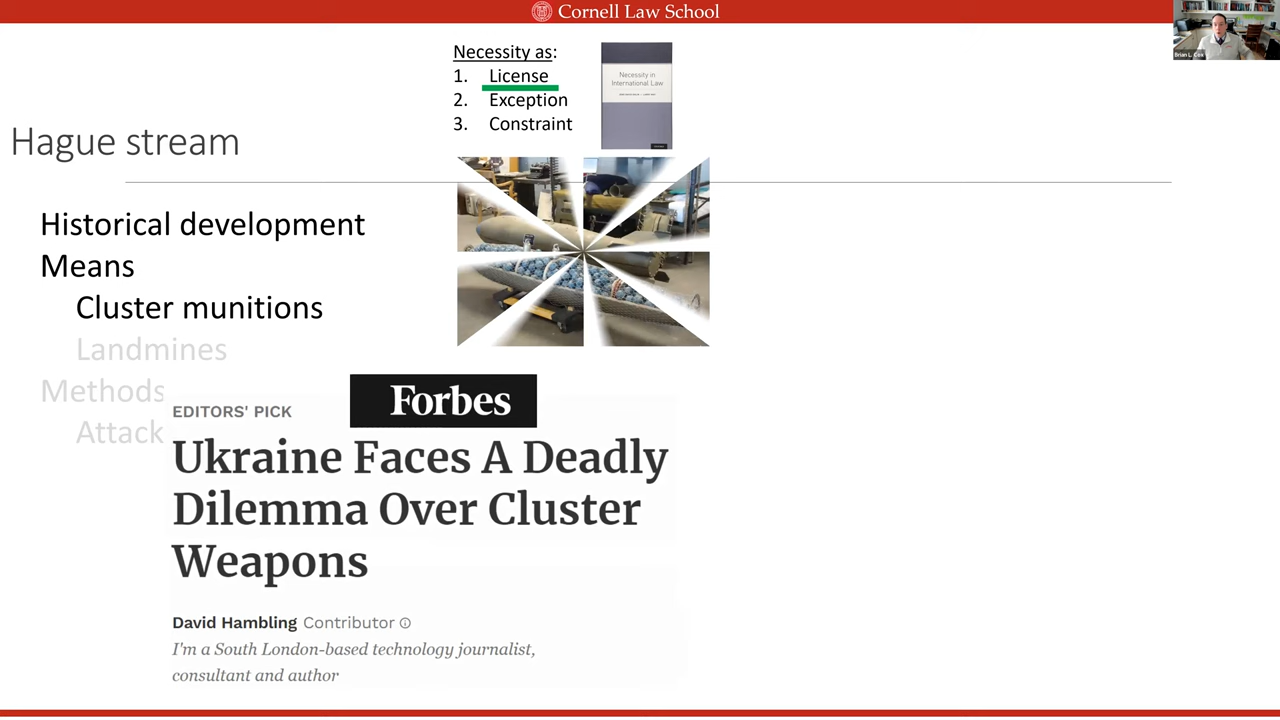 Cornell Law School
Brian L. Cox
Necessity as:
1. License
2. Exception
3. Constraint
Necessity in
International Law
Hague stream
Historical development
Means
Cluster munitions
Landmines
Methods
Attack
Forbes
EDITORS' PICK
Ukraine Faces A Deadly
Dilemma Over Cluster
Weapons
David Hambling Contributor
I'm a South London-based technology journalist,
consultant and author